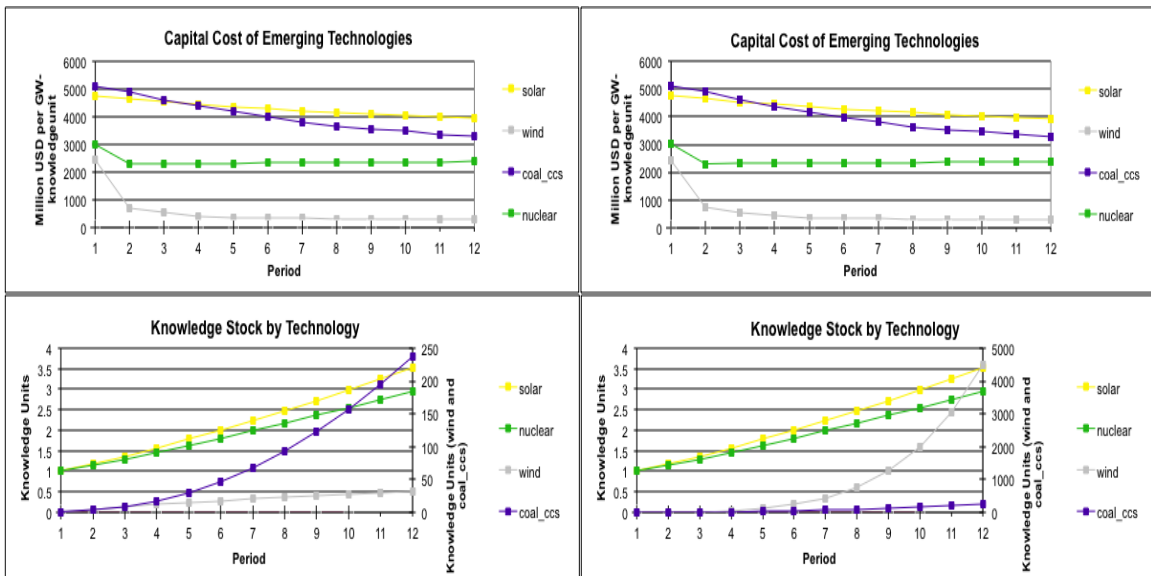 Capital Cost of Emerging Technologies
Million USD per GW-
knowledgeunit
6000
5000
4000
3000
2000
1000
0
1 2 3 4 5 6 7 8 9 10 11 12
Period
solar
wind
coal_ccs
nuclear
Capital Cost of Emerging Technologies
Million USD per GW-
knowledgeunit
6000
5000
4000
3000
2000
1000
0
1 2 3 4 5 6 7 8 9 10 11 12
Period
solar
wind
coal_ccs
nuclear
Knowledge Stock by Technology
Knowledge Units
4
3.5
3
2.5
2
1.5
1
0.5
0
1 2 3 4 5 6 7 8 9 10 11 12
Period
250
200
150
100
50
0
Knowledge Units (wind and
coal_ccs)
solar
nuclear
wind
coal_ccs
Knowledge Stock by Technology
Knowledge Units
4
3.5
3
2.5
2
1.5
1
0.5
0
1 2 3 4 5 6 7 8 9 10 11 12
Period
5000
4000
3000
2000
1000
0
Knowledge Units (wind and
coal_ccs)
solar
nuclear
wind
coal_ccs